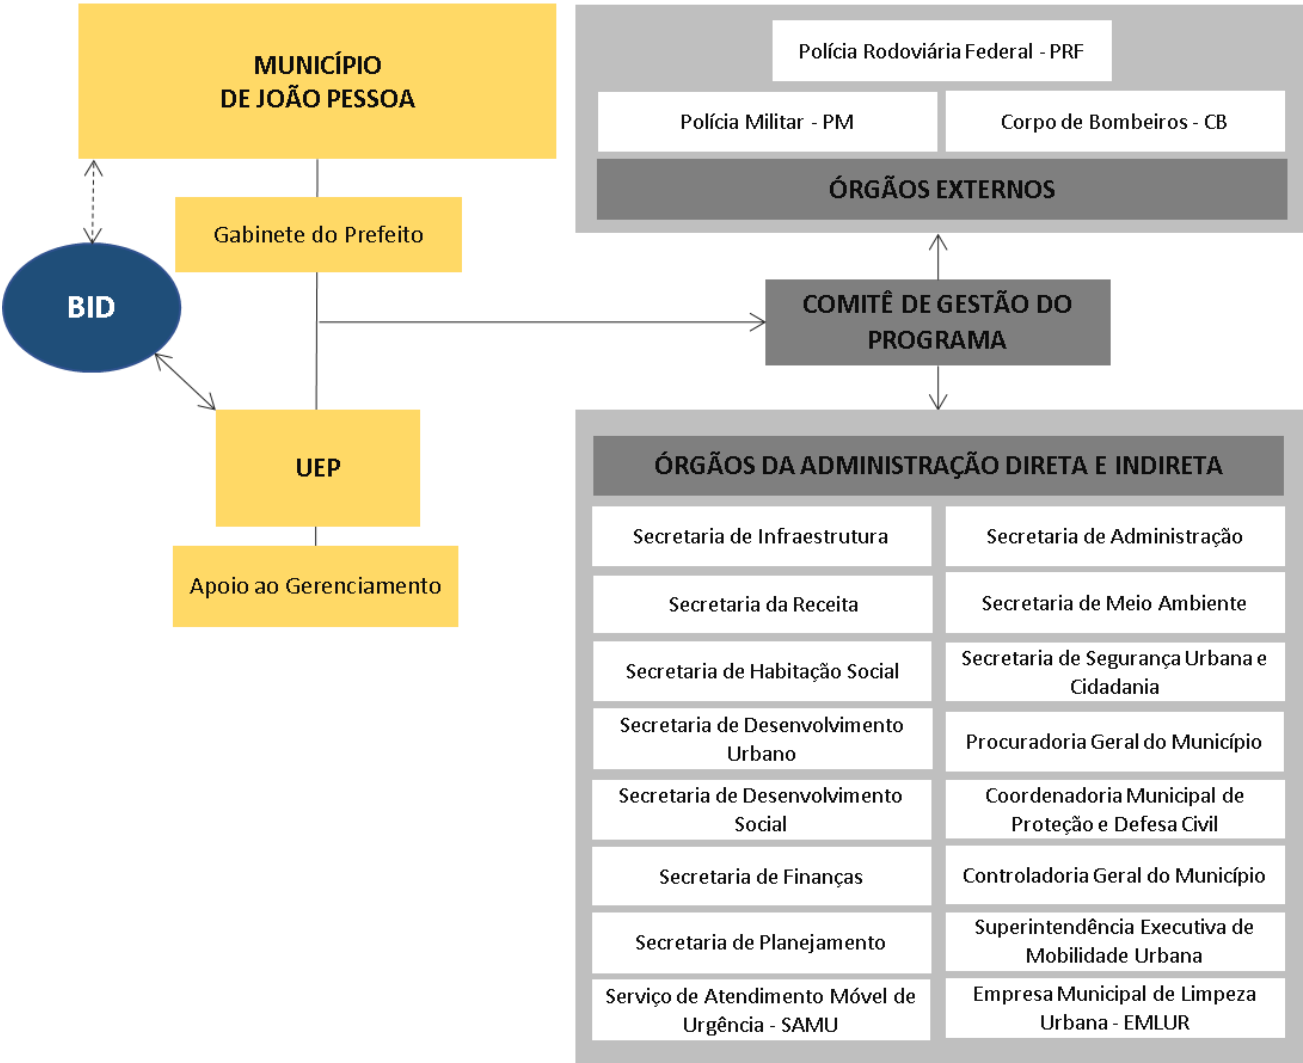 MUNICÍPIO
DE JOÃO PESSOA
Gabinete do Prefeito
BID
UEP
Apoio ao Gerenciamento
Polícia Rodoviária Federal - PRF
Polícia Militar - PM
Corpo de Bombeiros - CB
ÓRGÃOS EXTERNOS
COMITÊ DE GESTÃO DO
PROGRAMA
ÓRGÃOS DA ADMINISTRAÇÃO DIRETA E INDIRETA
Secretaria de Infraestrutura
Secretaria de Administração
Secretaria da Receita
Secretaria de Meio Ambiente
Secretaria de Habitação Social
Secretaria de Segurança Urbana e
Cidadania
Secretaria de Desenvolvimento
Urbano
Procuradoria Geral do Município
Secretaria de Desenvolvimento
Social
Coordenadoria Municipal de
Proteção e Defesa Civil
Secretaria de Finanças
Controladoria Geral do Município
Secretaria de Planejamento
Superintendência Executiva de
Mobilidade Urbana
Serviço de Atendimento Móvel de
Urgência - SAMU
Empresa Municipal de Limpeza
Urbana - EMLUR